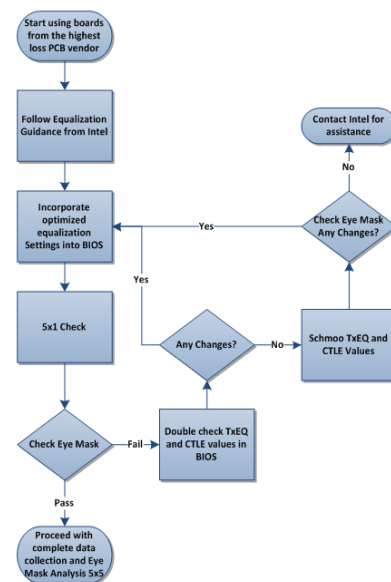 Start using boards
from the highest
loss PCB vendor
Follow Equalization
Guidance from Intel
Incorporate
optimized
equalization
Settings into BIOS
5x1 Check
Check Eye Mask
Fail
Pass
Proceed with
complete data
collection and Eye
Mask Analysis 5x5
Double check TxEQ
and CTLE values in
BIOS
Any Changes?
Yes
No
Schmoo TxEQ and
CTLE Values
Check Eye Mask
Any Changes?
Yes
No
Contact Intel for
assistance